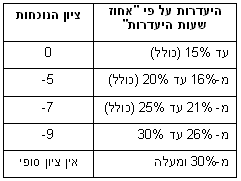 היעדרות על פי "אחוז שעות היעדרות" ציון הנוכחות
עד 15% (כולל) 0
מ-16% עד 20% (כולל) -5
מ- 21% עד 25% (כולל) -7
מ- 26% עד 30% -9
מ-30% ומעלה אין ציון סופי